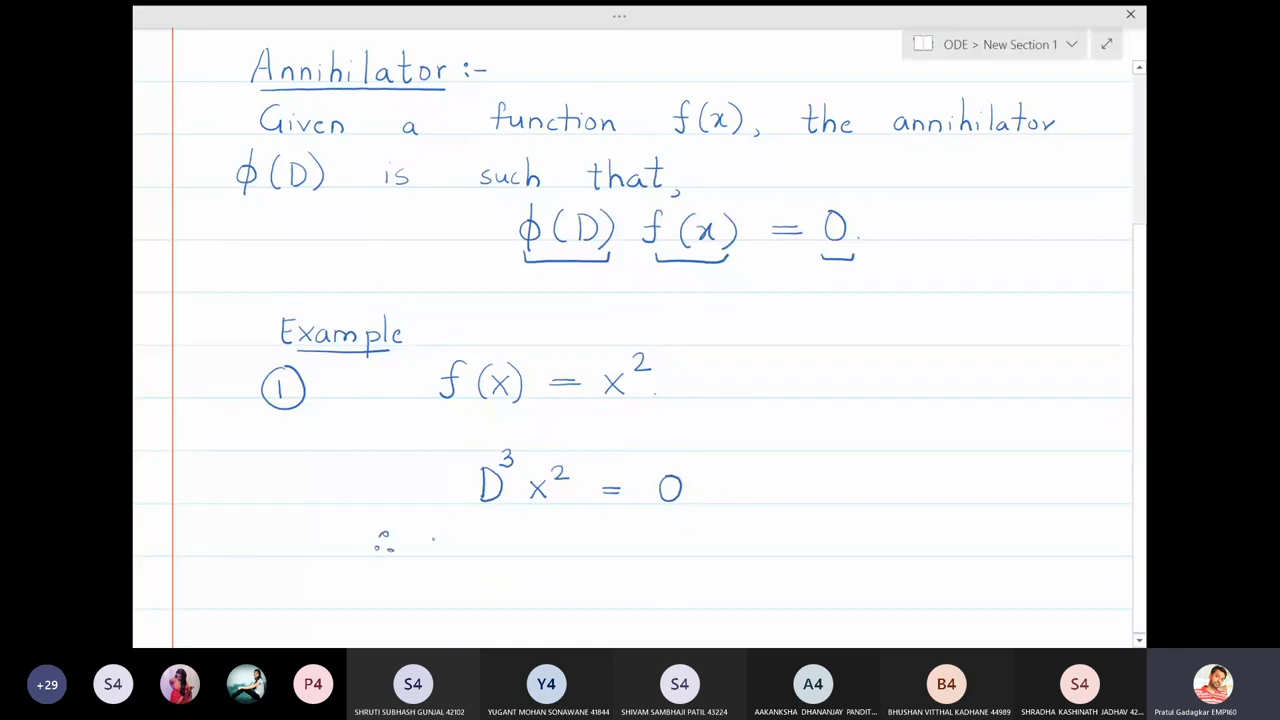 ODE > New Section 1
Annihilator :-
Given a function f(x), the annihilator
ϕ(D) is such that,
ϕ(D) f(x) = 0.
Example
① f(x) = x².
D³ x² = 0
∴
+29
S4
P4
S4
Y4
S4
A4
B4
S4
SHRUTI SUBHASH GUNJAL 42102
YUGANT MOHAN SONAWANE 41844
SHIVAM SAMBHAJI PATIL 43224
AAKANKSHA DHANANJAY PANDIT...
BHUSHAN VITTHAL KADHANE 44989
SHRADHA KASHINATH JADHAV 42...
Pratul Gadagkar EMP160